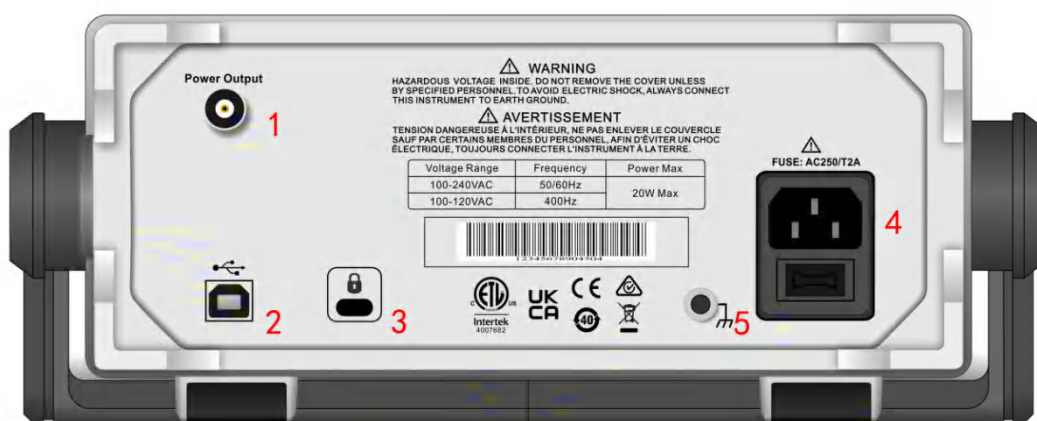 Power Output
1
WARNING
HAZARDOUS VOLTAGE INSIDE, DO NOT REMOVE THE COVER UNLESS
BY SPECIFIED PERSONNEL, TO AVOID ELECTRIC SHOCK, ALWAYS CONNECT
THIS INSTRUMENT TO EARTH GROUND.
AVERTISSEMENT
TENSION DANGEREUSE À L'INTÉRIEUR, NE PAS ENLEVER LE COUVERCLE
SAUF PAR CERTAINS MEMBRES DU PERSONNEL, AFIN D'ÉVITER UN CHOC
ÉLECTRIQUE, TOUJOURS CONNECTER L'INSTRUMENT À LA TERRE.
Voltage Range Frequency Power Max
100-240VAC 50/60Hz 20W Max
100-120VAC 400Hz
FUSE: AC250/T2A
4
2
3
C ETL US
Intertek
4007682
UK
CA
CE
40
5